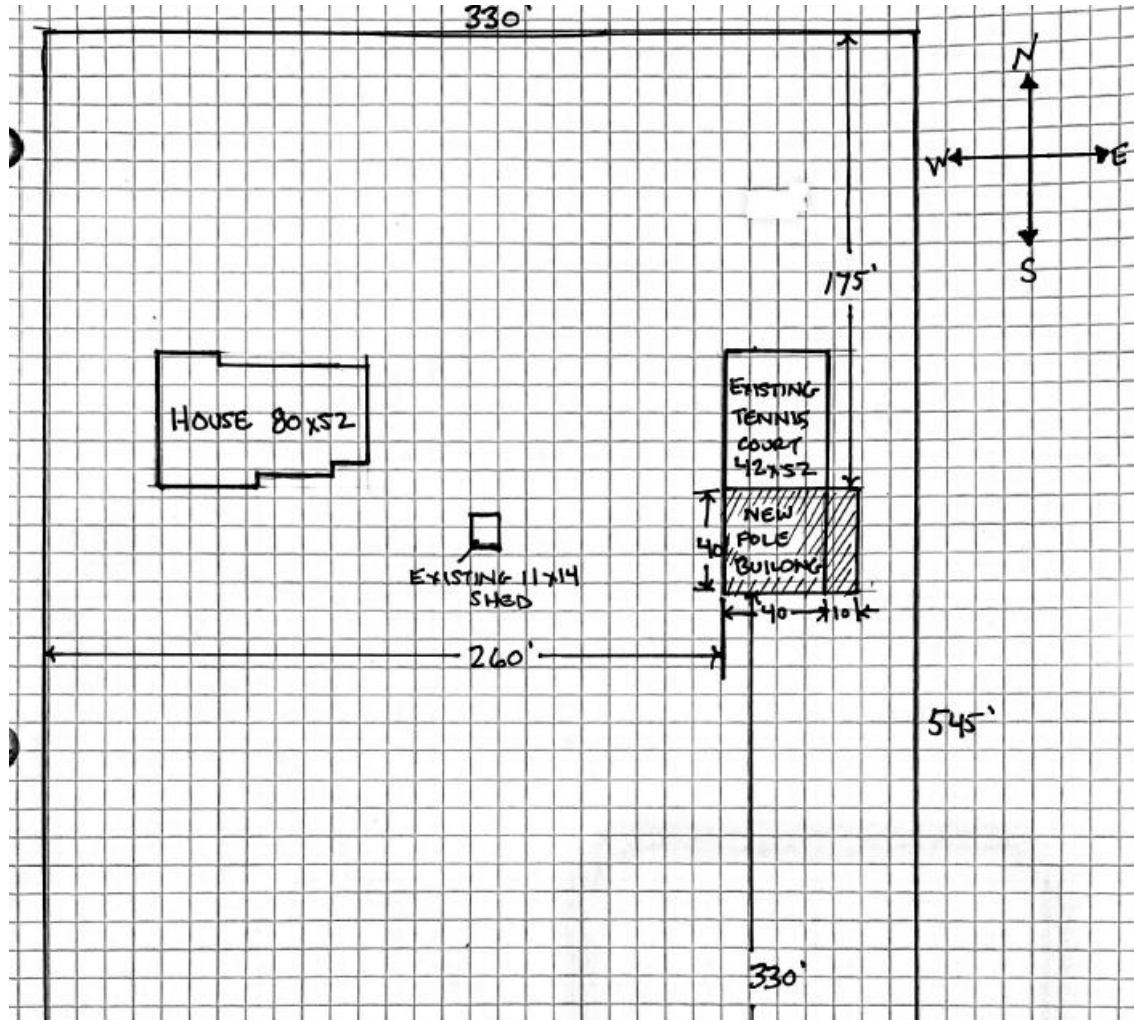 330'
N
W E
S
175'
EXISTING
TENNIS
COURT
42x52
HOUSE 80x52
NEW
POLE
BUILDING
40
EXISTING 11x14
SHED
40 10
260'
545'
330'